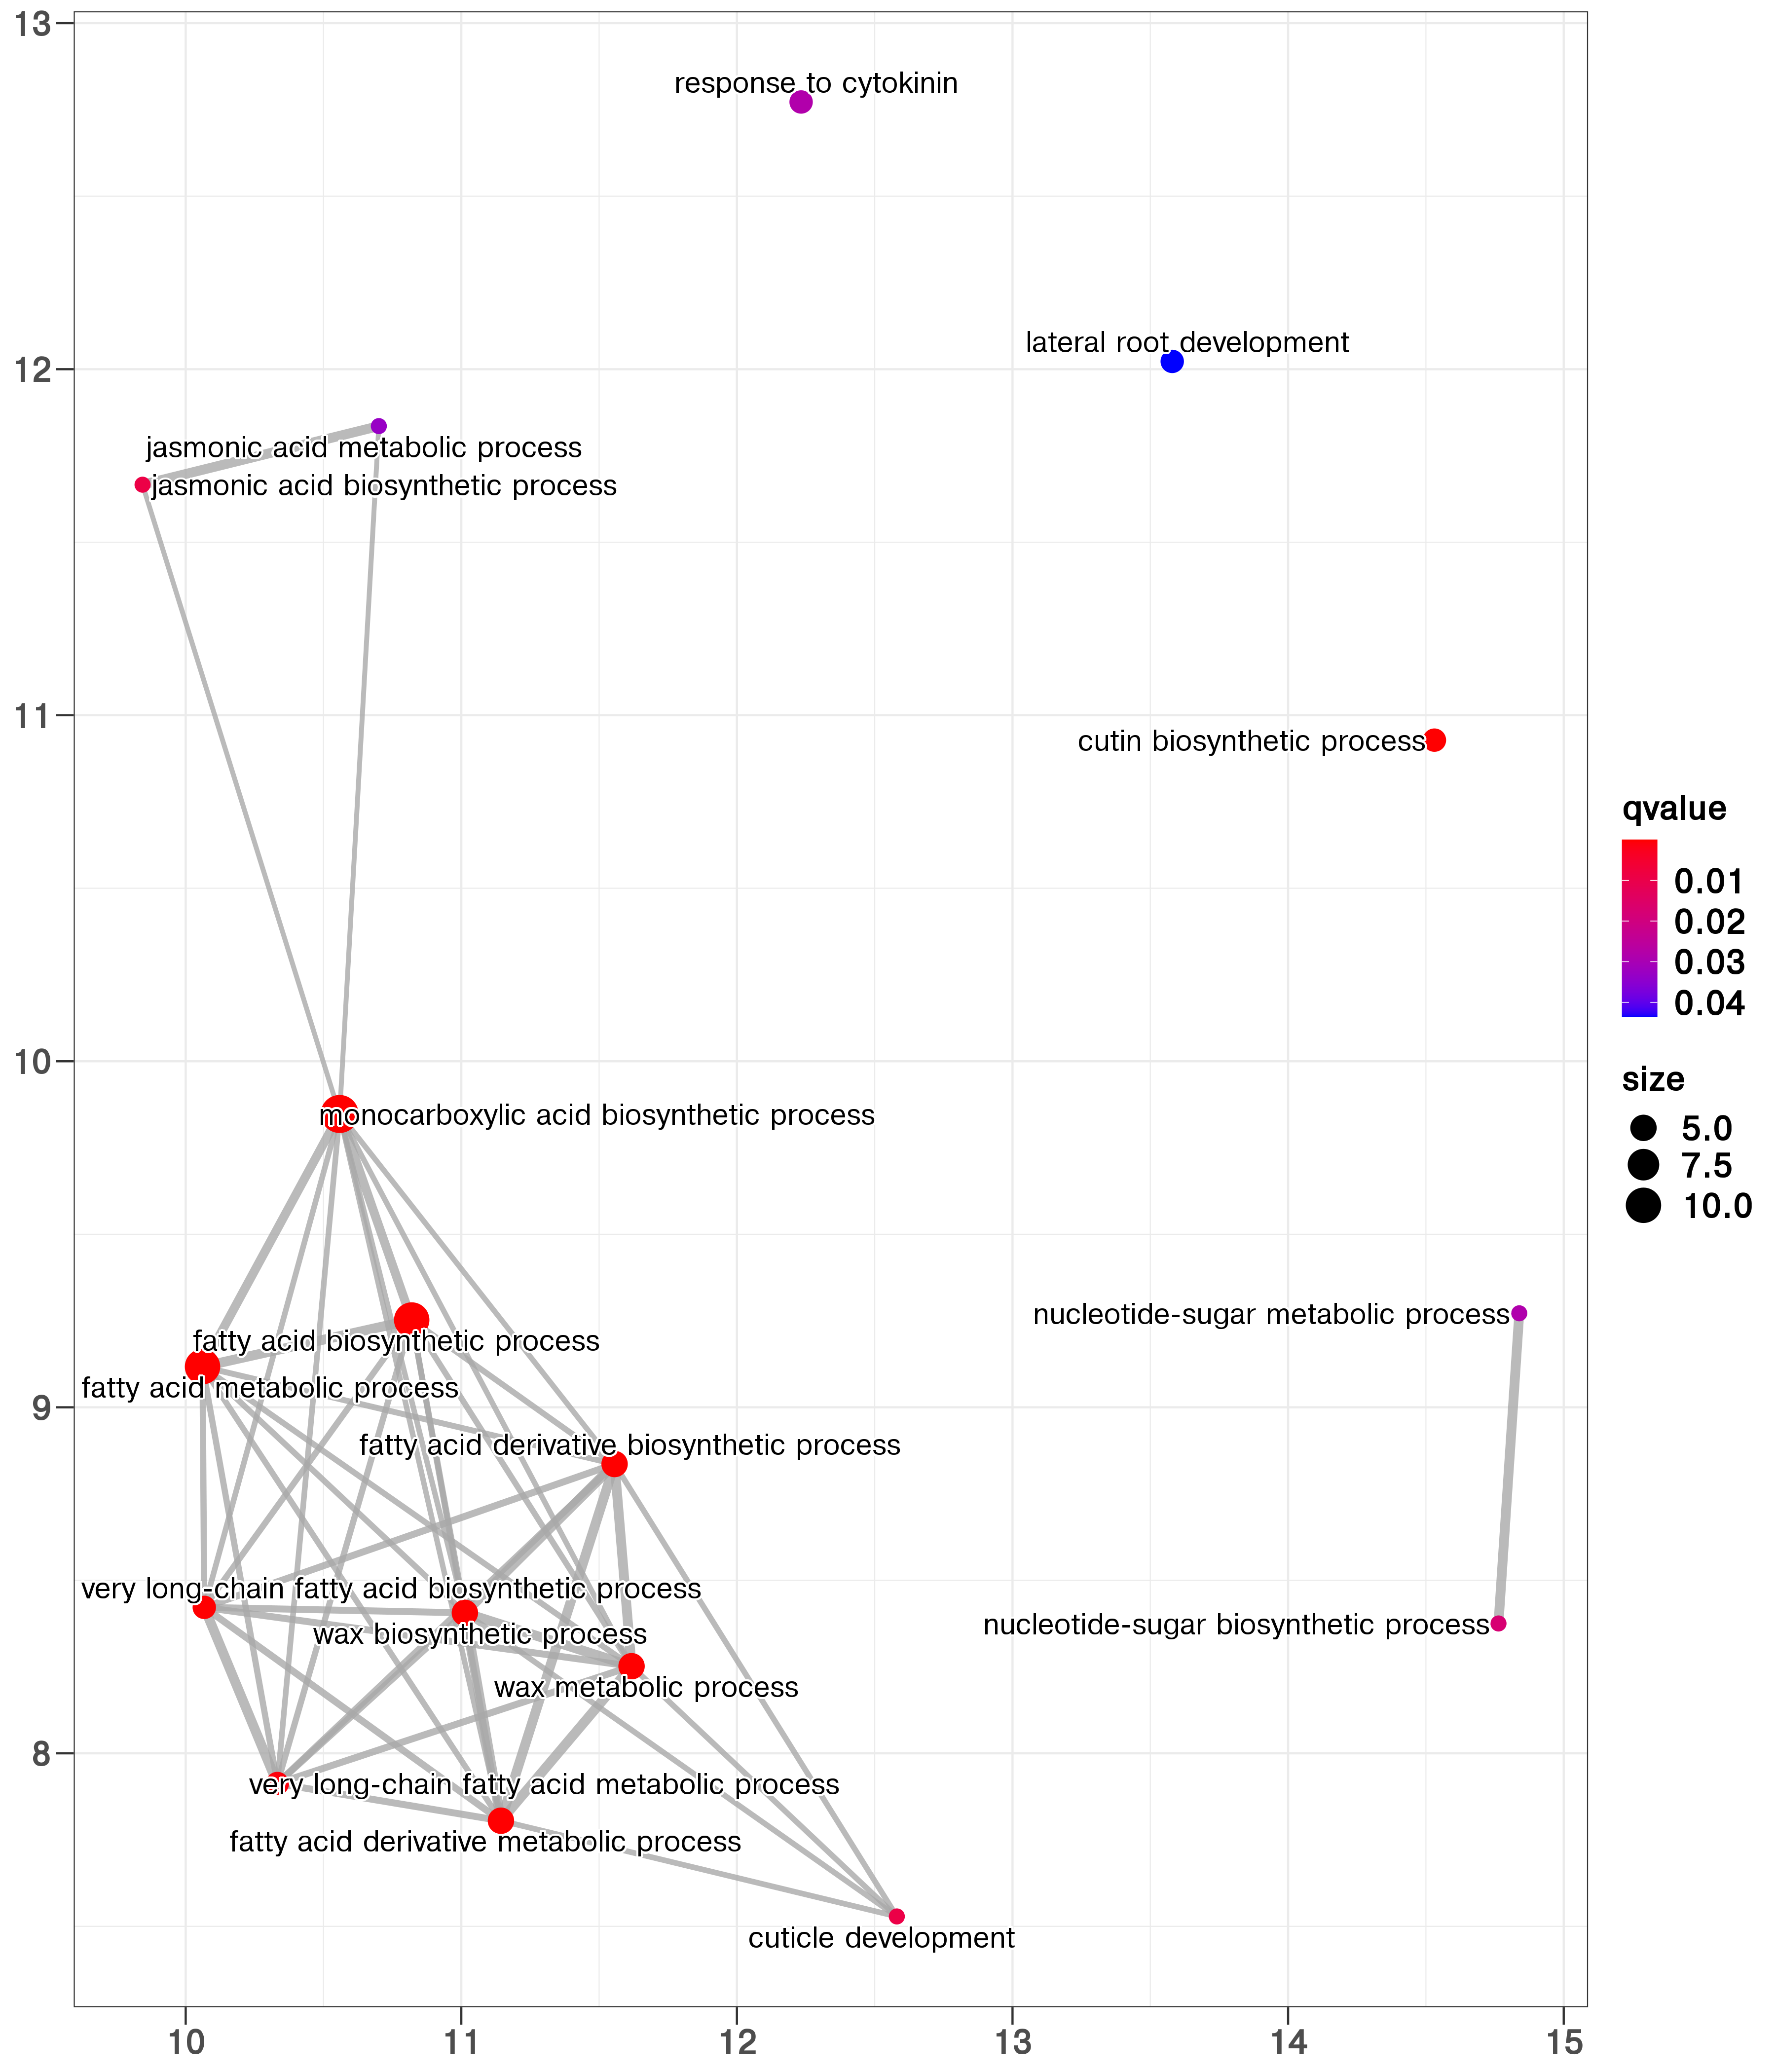 13
response to cytokinin
lateral root development
12
jasmonic acid metabolic process
jasmonic acid biosynthetic process
11
cutin biosynthetic process
qvalue
0.01
0.02
0.03
0.04
10
size
5.0
7.5
10.0
monocarboxylic acid biosynthetic process
nucleotide-sugar metabolic process
fatty acid biosynthetic process
fatty acid metabolic process
9
fatty acid derivative biosynthetic process
very long-chain fatty acid biosynthetic process
nucleotide-sugar biosynthetic process
wax biosynthetic process
wax metabolic process
8
very long-chain fatty acid metabolic process
fatty acid derivative metabolic process
cuticle development
10 11 12 13 14 15